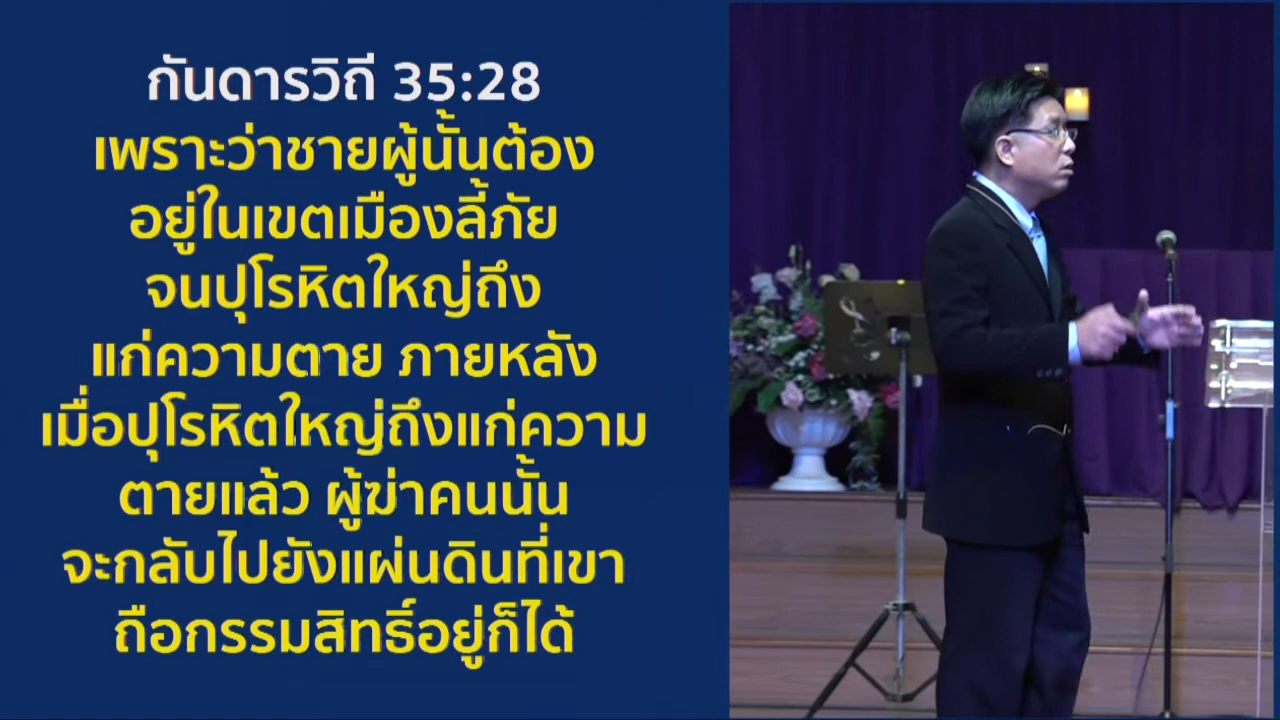 กันดารวิถี 35:28
เพราะว่าชายผู้นั้นต้อง
อยู่ในเขตเมืองลี้ภัย
จนปุโรหิตใหญ่ถึง
แก่ความตาย ภายหลัง
เมื่อปุโรหิตใหญ่ถึงแก่ความ
ตายแล้ว ผู้ฆ่าคนนั้น
จะกลับไปยังแผ่นดินที่เขา
ถือกรรมสิทธิ์อยู่ก็ได้